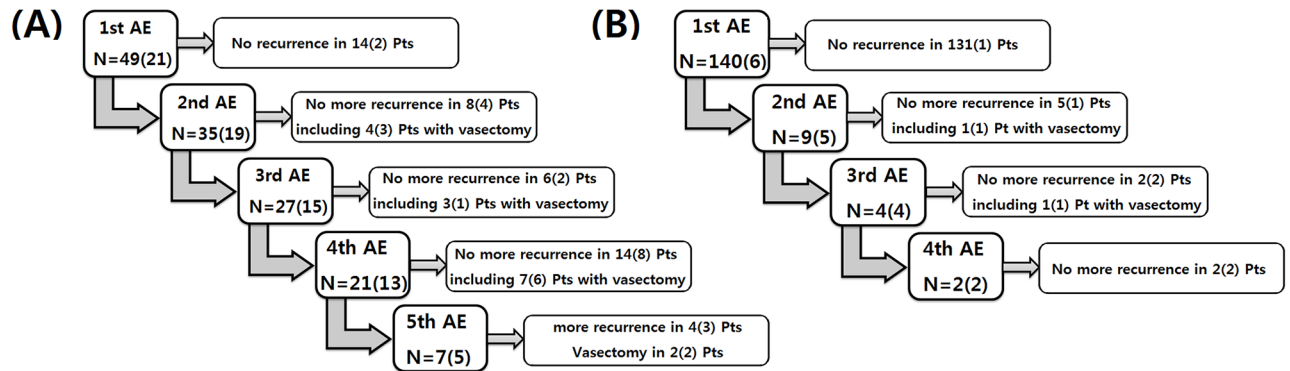 (A)
1st AE
N=49(21)
No recurrence in 14(2) Pts
2nd AE
N=35(19)
No more recurrence in 8(4) Pts
including 4(3) Pts with vasectomy
3rd AE
N=27(15)
No more recurrence in 6(2) Pts
including 3(1) Pts with vasectomy
4th AE
N=21(13)
No more recurrence in 14(8) Pts
including 7(6) Pts with vasectomy
5th AE
N=7(5)
more recurrence in 4(3) Pts
Vasectomy in 2(2) Pts
(B)
1st AE
N=140(6)
No recurrence in 131(1) Pts
2nd AE
N=9(5)
No more recurrence in 5(1) Pts
including 1(1) Pt with vasectomy
3rd AE
N=4(4)
No more recurrence in 2(2) Pts
including 1(1) Pt with vasectomy
4th AE
N=2(2)
No more recurrence in 2(2) Pts